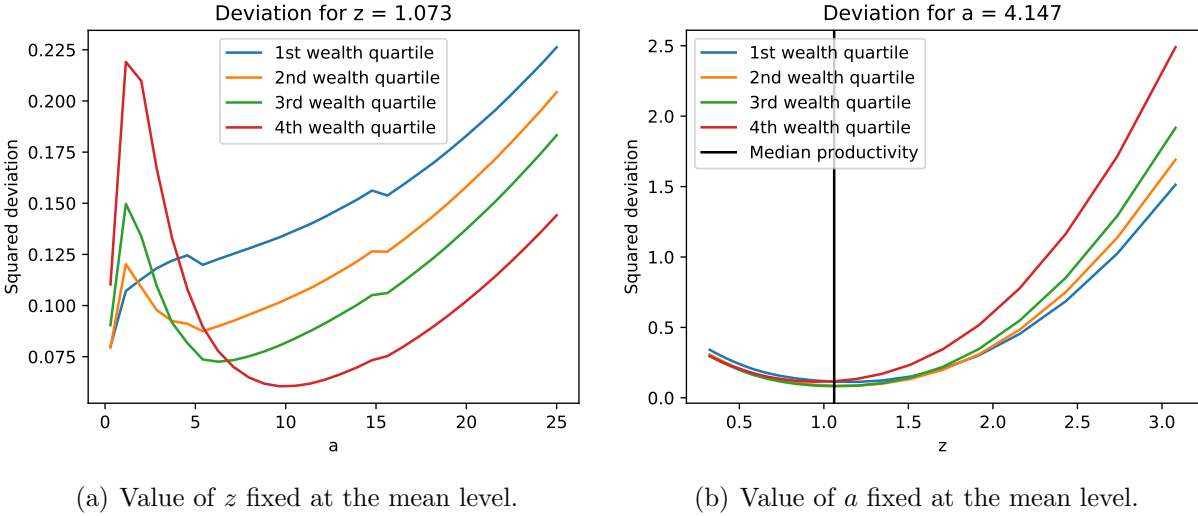 Deviation for z = 1.073
Squared deviation
0.225
0.200
0.175
0.150
0.125
0.100
0.075
1st wealth quartile
2nd wealth quartile
3rd wealth quartile
4th wealth quartile
0 5 10 15 20 25
a
(a) Value of z fixed at the mean level.
Deviation for a = 4.147
Squared deviation
2.5
2.0
1.5
1.0
0.5
0.0
1st wealth quartile
2nd wealth quartile
3rd wealth quartile
4th wealth quartile
Median productivity
0.5 1.0 1.5 2.0 2.5 3.0
z
(b) Value of a fixed at the mean level.